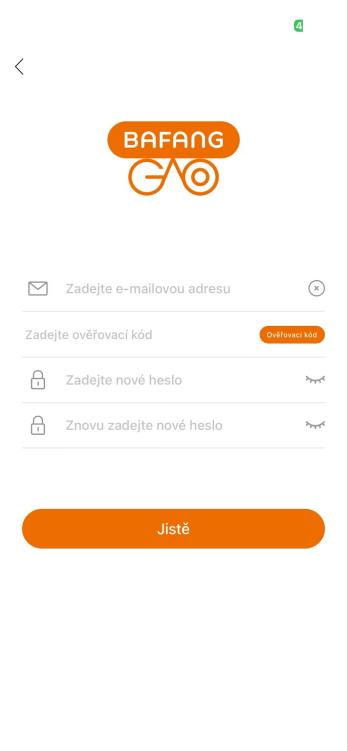 4
BAFANG
GO
Zadejte e-mailovou adresu
Zadejte ověřovací kód
Ověřovací kód
Zadejte nové heslo
Znovu zadejte nové heslo
Jistě